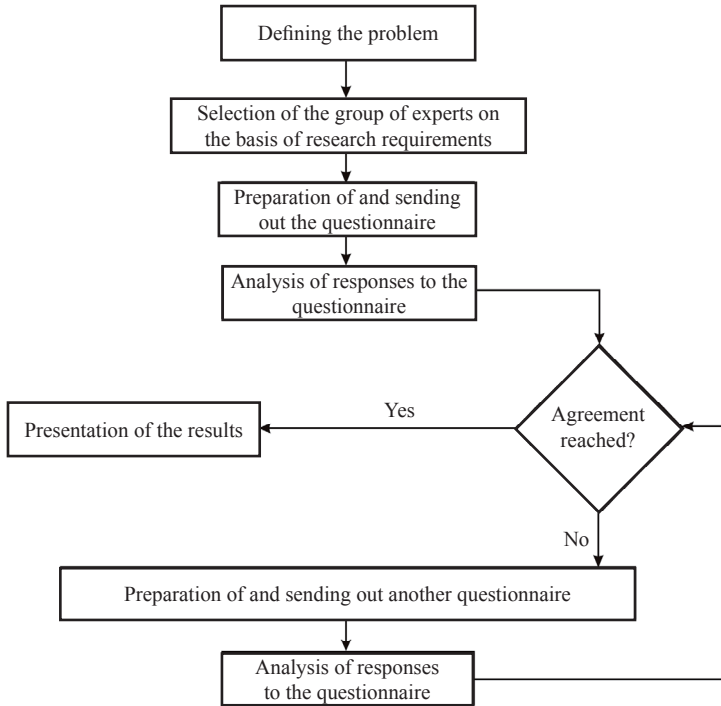 Defining the problem
Selection of the group of experts on
the basis of research requirements
Preparation of and sending
out the questionnaire
Analysis of responses to the
questionnaire
Agreement
reached?
Yes
Presentation of the results
No
Preparation of and sending out another questionnaire
Analysis of responses
to the questionnaire